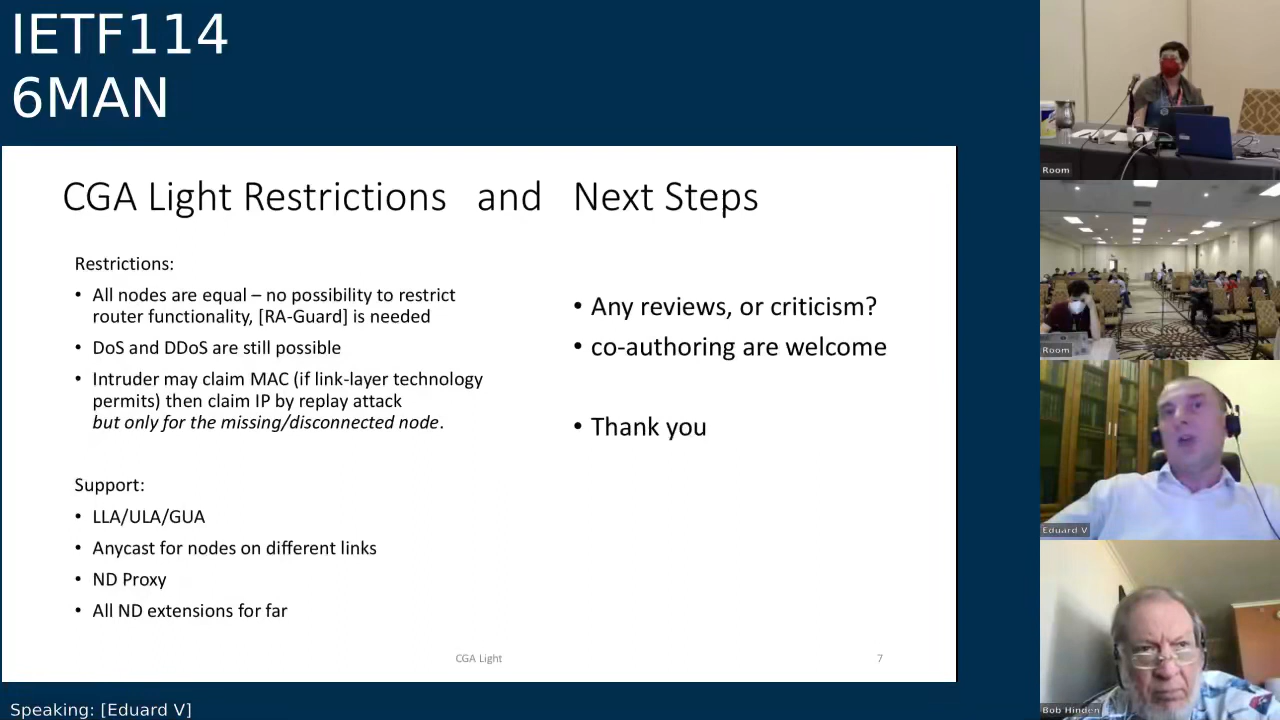 IETF114
6MAN
CGA Light Restrictions and Next Steps
Restrictions:
• All nodes are equal – no possibility to restrict
router functionality, [RA-Guard] is needed
• DoS and DDoS are still possible
• Intruder may claim MAC (if link-layer technology
permits) then claim IP by replay attack
but only for the missing/disconnected node.
Support:
• LLA/ULA/GUA
• Anycast for nodes on different links
• ND Proxy
• All ND extensions for far
• Any reviews, or criticism?
• co-authoring are welcome
• Thank you
CGA Light
7
Room
Room
Eduard V
Bob Hinden
Speaking: [Eduard V]